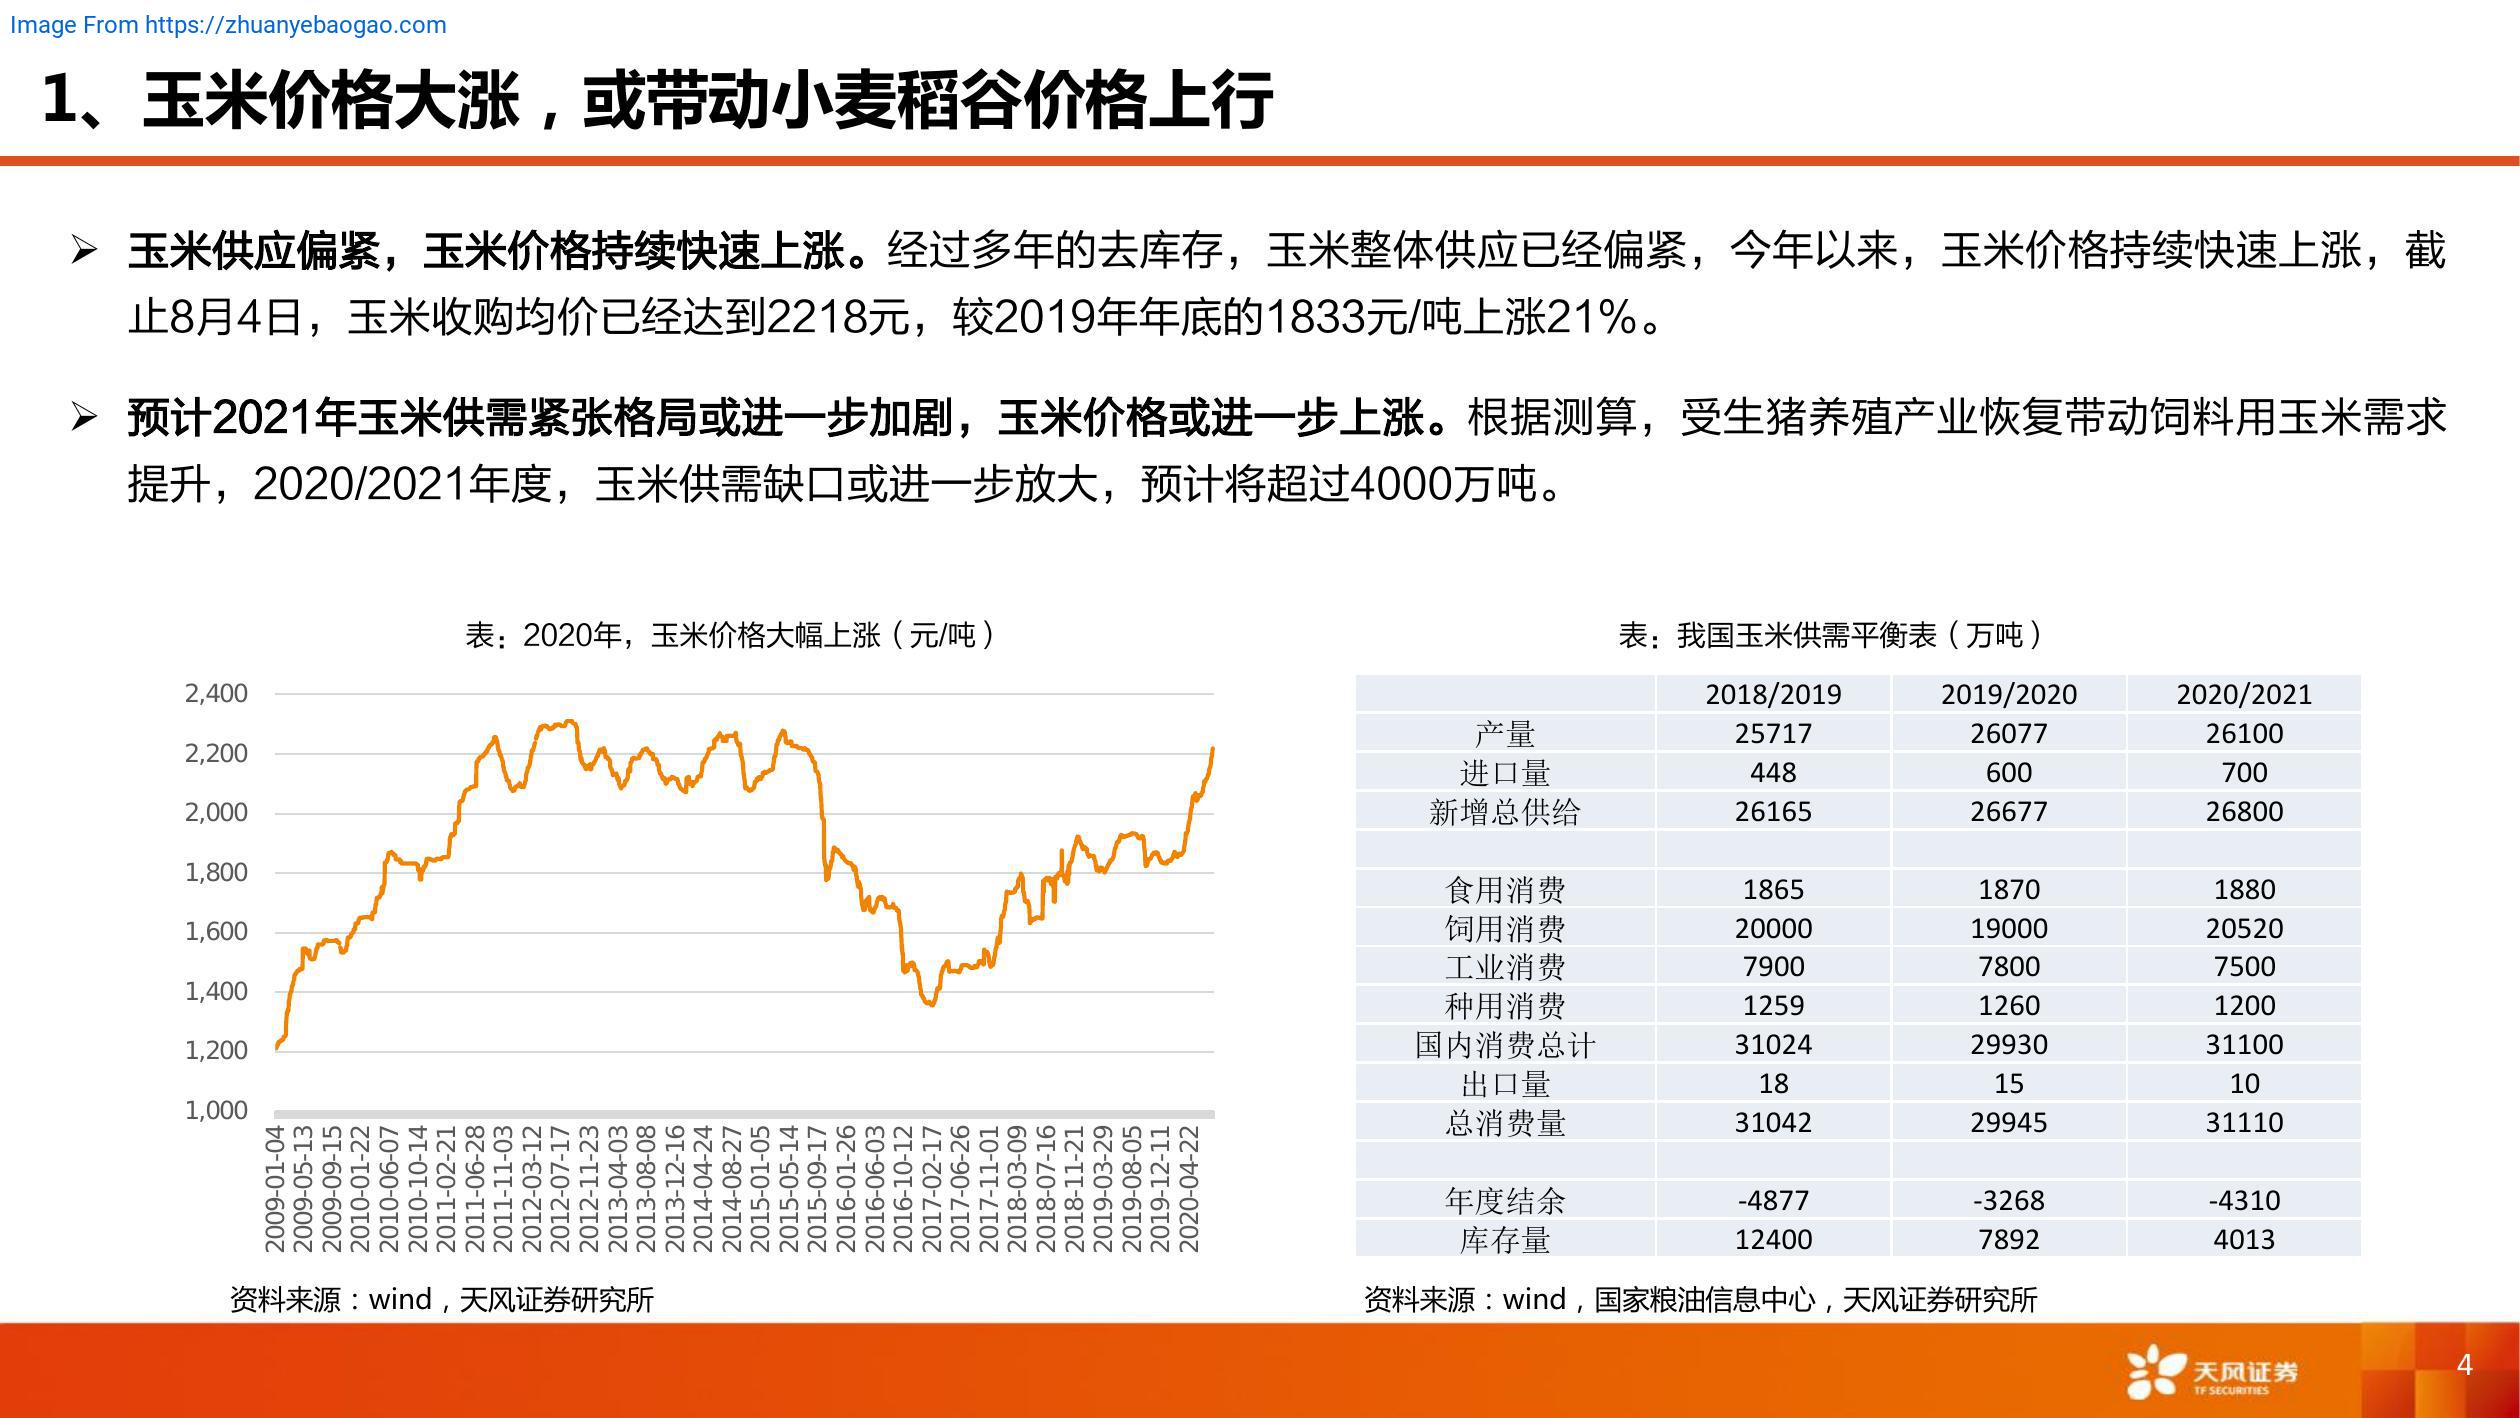 Image From https://zhuanyebaogao.com
1、玉米价格大涨，或带动小麦稻谷价格上行
➢ 玉米供应偏紧，玉米价格持续快速上涨。经过多年的去库存，玉米整体供应已经偏紧，今年以来，玉米价格持续快速上涨，截
止8月4日，玉米收购均价已经达到2218元，较2019年年底的1833元/吨上涨21%。
➢ 预计2021年玉米供需紧张格局或进一步加剧，玉米价格或进一步上涨。根据测算，受生猪养殖产业恢复带动饲料用玉米需求
提升，2020/2021年度，玉米供需缺口或进一步放大，预计将超过4000万吨。
表：2020年，玉米价格大幅上涨（元/吨）
2,400
2,200
2,000
1,800
1,600
1,400
1,200
1,000
2009-01-04
2009-05-13
2009-09-15
2010-01-22
2010-06-07
2010-10-14
2011-02-21
2011-06-28
2011-11-03
2012-03-12
2012-07-17
2012-11-23
2013-04-03
2013-08-08
2013-12-16
2014-04-24
2014-08-27
2015-01-05
2015-05-14
2015-09-17
2016-01-26
2016-06-03
2016-10-12
2017-02-17
2017-06-26
2017-11-01
2018-03-09
2018-07-16
2018-11-21
2019-03-29
2019-08-05
2019-12-11
2020-04-22
资料来源：wind，天风证券研究所
表：我国玉米供需平衡表（万吨）
2018/2019 2019/2020 2020/2021
产量 25717 26077 26100
进口量 448 600 700
新增总供给 26165 26677 26800
食用消费 1865 1870 1880
饲用消费 20000 19000 20520
工业消费 7900 7800 7500
种用消费 1259 1260 1200
国内消费总计 31024 29930 31100
出口量 18 15 10
总消费量 31042 29945 31110
年度结余 -4877 -3268 -4310
库存量 12400 7892 4013
资料来源：wind，国家粮油信息中心，天风证券研究所
天风证券
TF SECURITIES
4